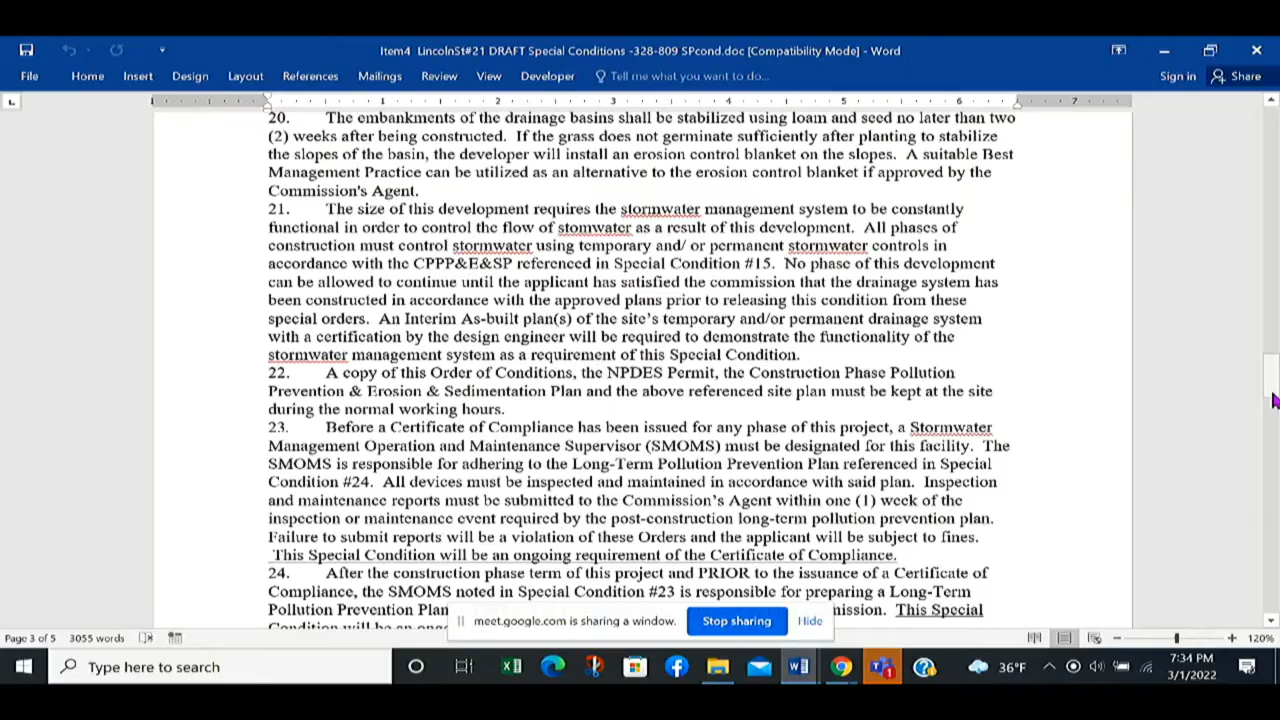 Item4 LincolnSt#21 DRAFT Special Conditions -328-809 SPcond.doc [Compatibility Mode] - Word
File Home Insert Design Layout References Mailings Review View Developer Tell me what you want to do... Sign in Share
1 1 2 3 4 5 6 7
20. The embankments of the drainage basins shall be stabilized using loam and seed no later than two
(2) weeks after being constructed. If the grass does not germinate sufficiently after planting to stabilize
the slopes of the basin, the developer will install an erosion control blanket on the slopes. A suitable Best
Management Practice can be utilized as an alternative to the erosion control blanket if approved by the
Commission's Agent.
21. The size of this development requires the stormwater management system to be constantly
functional in order to control the flow of stomwater as a result of this development. All phases of
construction must control stormwater using temporary and/ or permanent stormwater controls in
accordance with the CPPP&E&SP referenced in Special Condition #15. No phase of this development
can be allowed to continue until the applicant has satisfied the commission that the drainage system has
been constructed in accordance with the approved plans prior to releasing this condition from these
special orders. An Interim As-built plan(s) of the site's temporary and/or permanent drainage system
with a certification by the design engineer will be required to demonstrate the functionality of the
stormwater management system as a requirement of this Special Condition.
22. A copy of this Order of Conditions, the NPDES Permit, the Construction Phase Pollution
Prevention & Erosion & Sedimentation Plan and the above referenced site plan must be kept at the site
during the normal working hours.
23. Before a Certificate of Compliance has been issued for any phase of this project, a Stormwater
Management Operation and Maintenance Supervisor (SMOMS) must be designated for this facility. The
SMOMS is responsible for adhering to the Long-Term Pollution Prevention Plan referenced in Special
Condition #24. All devices must be inspected and maintained in accordance with said plan. Inspection
and maintenance reports must be submitted to the Commission's Agent within one (1) week of the
inspection or maintenance event required by the post-construction long-term pollution prevention plan.
Failure to submit reports will be a violation of these Orders and the applicant will be subject to fines.
This Special Condition will be an ongoing requirement of the Certificate of Compliance.
24. After the construction phase term of this project and PRIOR to the issuance of a Certificate of
Compliance, the SMOMS noted in Special Condition #23 is responsible for preparing a Long-Term
Pollution Prevention Plan mission. This Special
Condition will be an
meet.google.com is sharing a window. Stop sharing Hide
Page 3 of 5 3055 words 120%
Type here to search 1 36°F 7:34 PM
3/1/2022